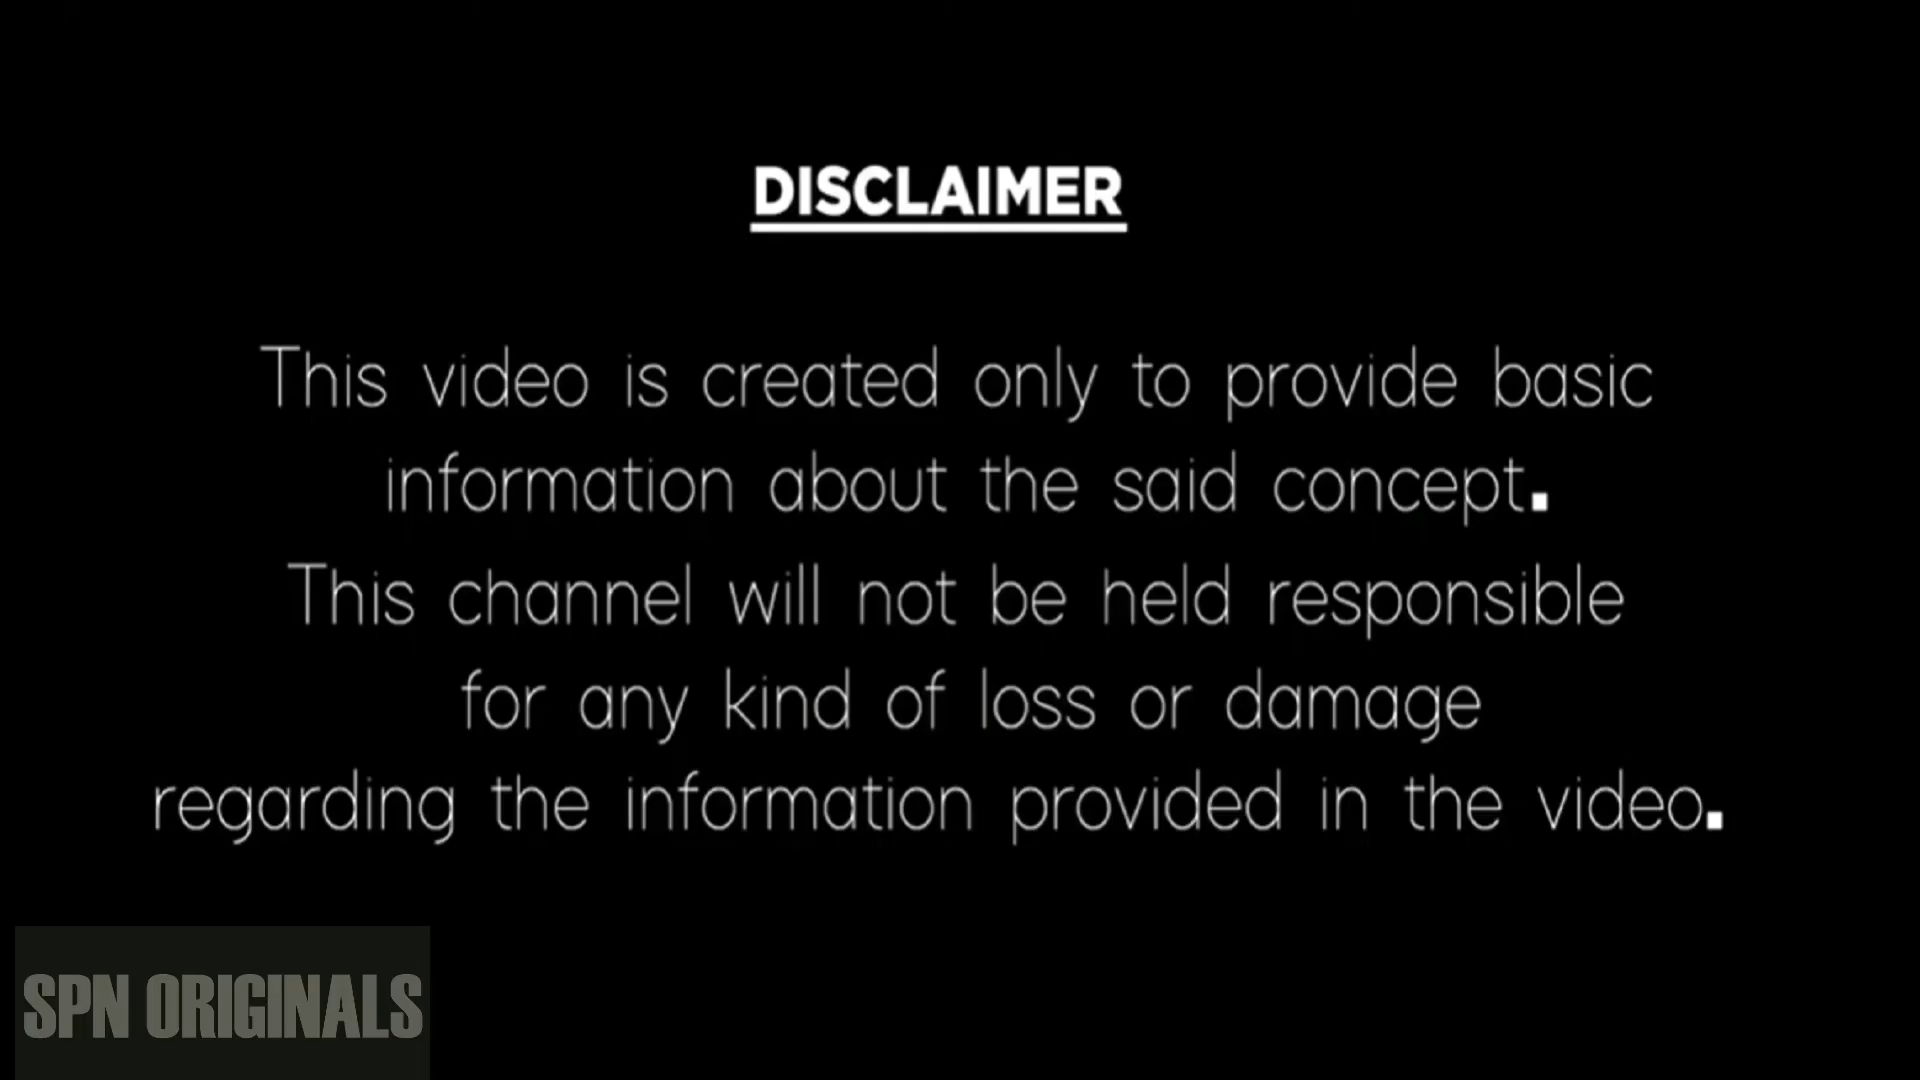 DISCLAIMER
This video is created only to provide basic
information about the said concept.
This channel will not be held responsible
for any kind of loss or damage
regarding the information provided in the video.
SPN ORIGINALS